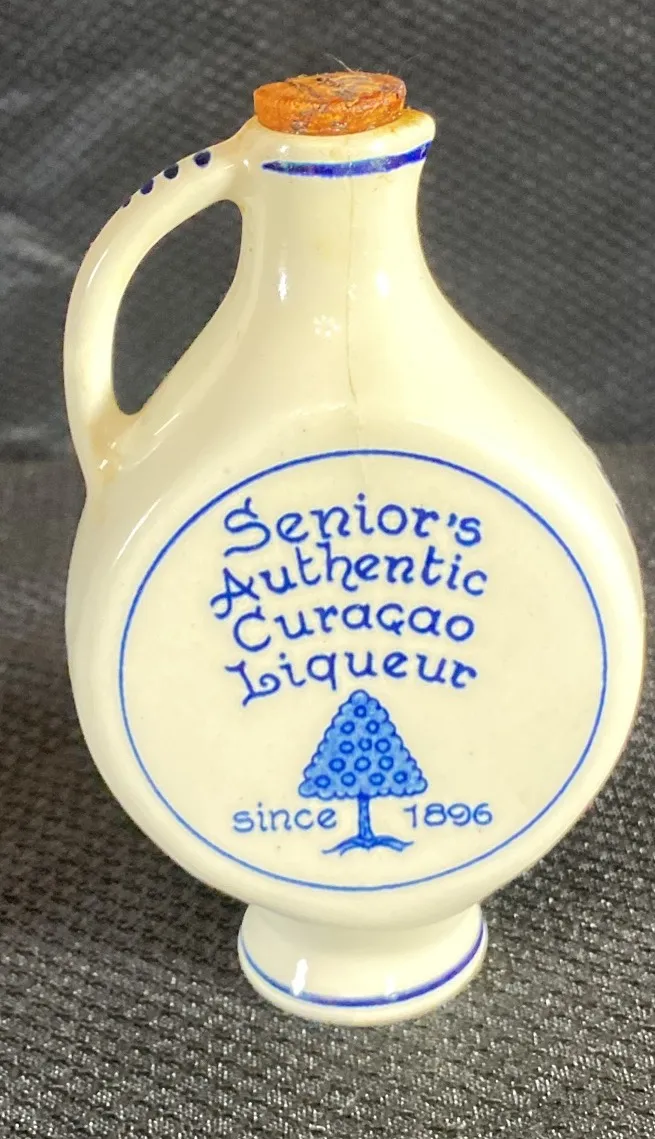 Senior's
Authentic
Curaçao
Liqueur
since 1896